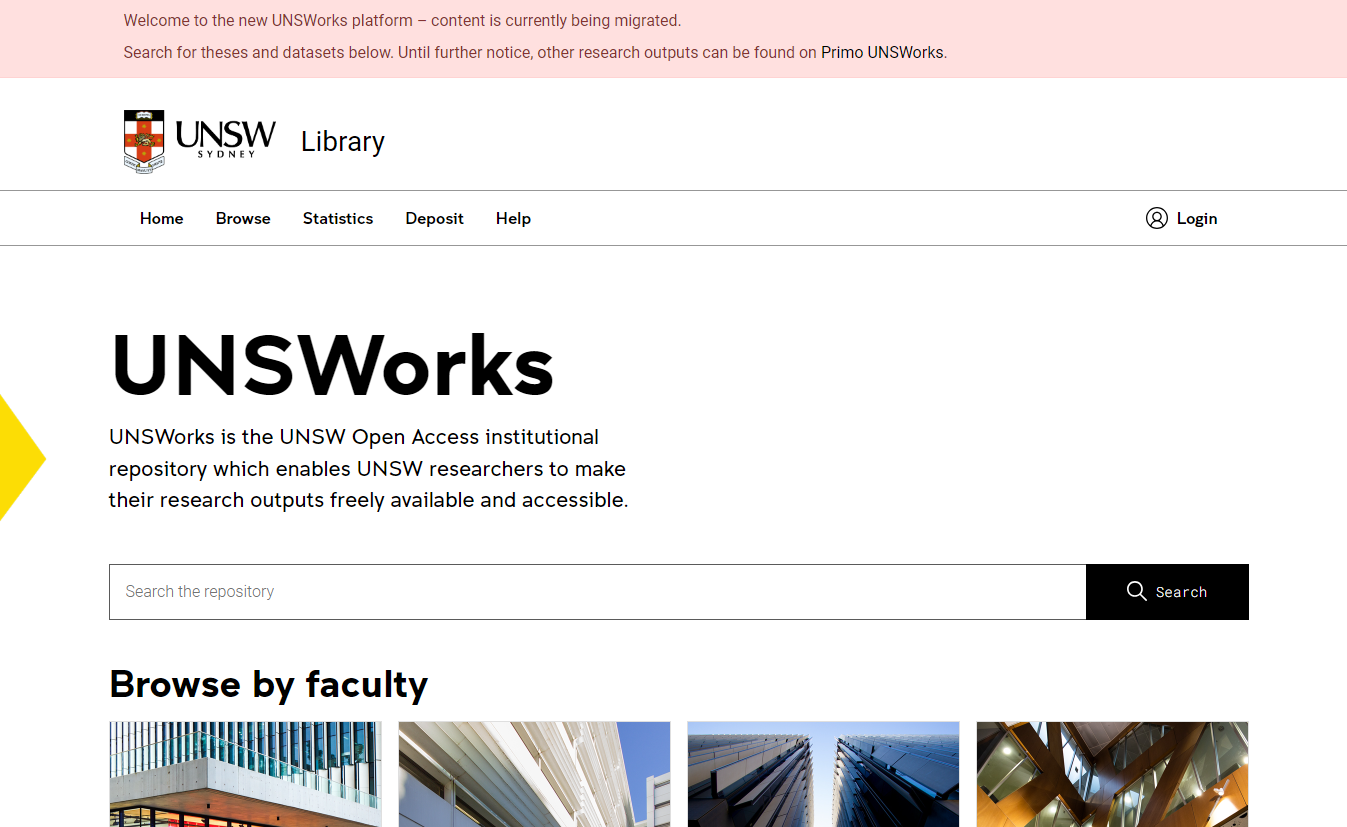 Welcome to the new UNSWorks platform – content is currently being migrated.
Search for theses and datasets below. Until further notice, other research outputs can be found on Primo UNSWorks.
UNSW
SYDNEY
Library
Home Browse Statistics Deposit Help Login
UNSWorks
UNSWorks is the UNSW Open Access institutional
repository which enables UNSW researchers to make
their research outputs freely available and accessible.
Search the repository
Search
Browse by faculty